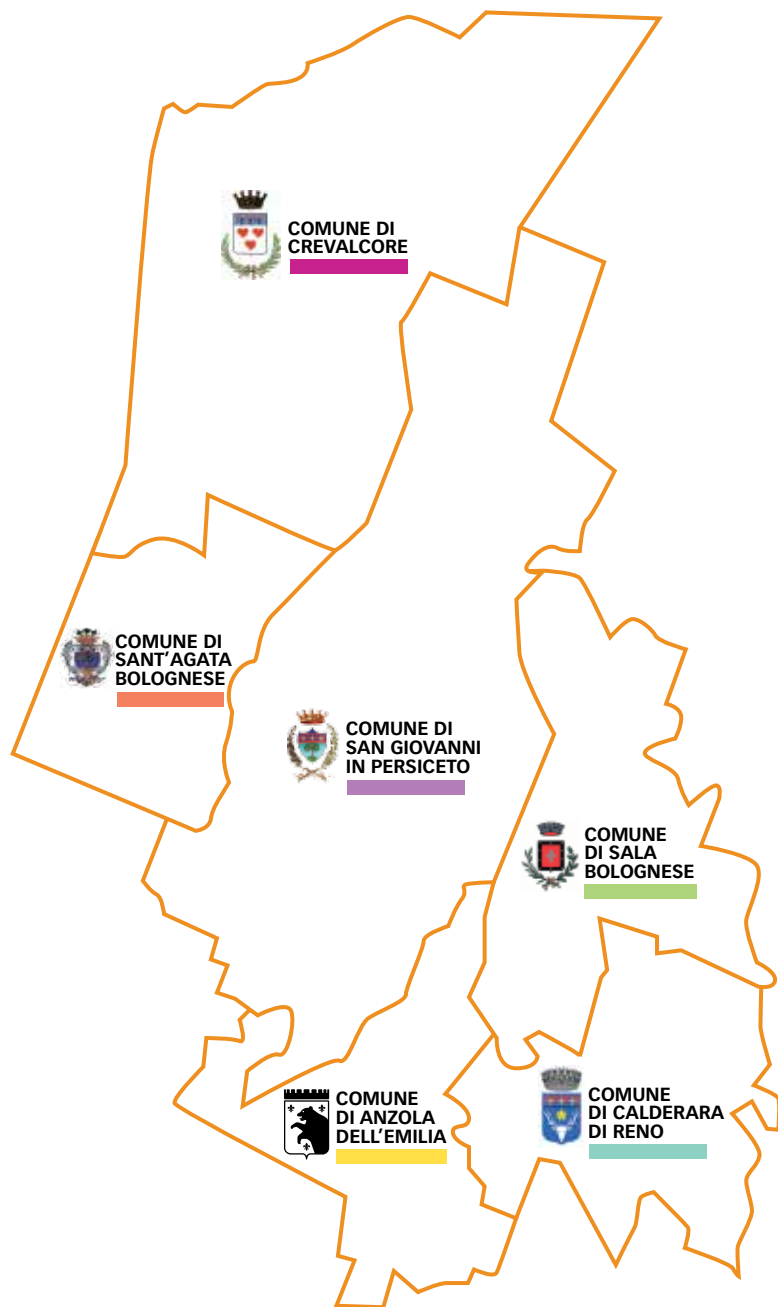 COMUNE DI
CREVALCORE
COMUNE DI
SANT'AGATA
BOLOGNESE
COMUNE DI
SAN GIOVANNI
IN PERSICETO
COMUNE
DI SALA
BOLOGNESE
COMUNE
DI ANZOLA
DELL'EMILIA
COMUNE
DI CALDERARA
DI RENO